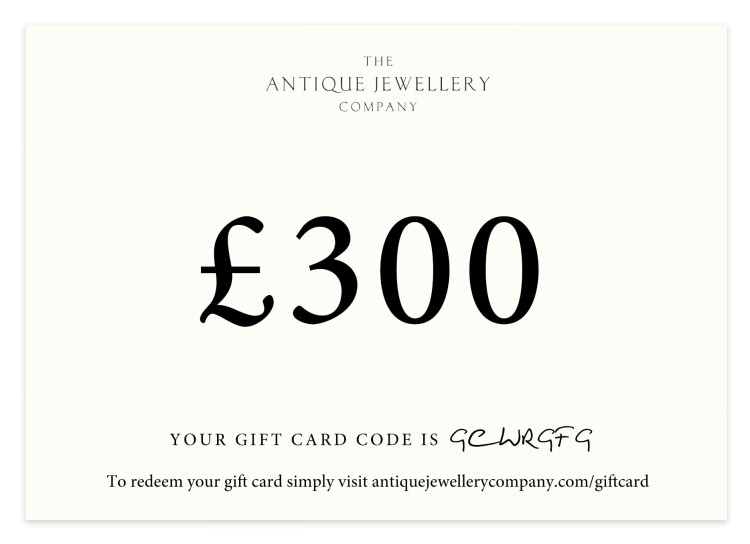 THE
ANTIQUE JEWELLERY
COMPANY
£300
YOUR GIFT CARD CODE IS GCWRGFG
To redeem your gift card simply visit antiquejewellerycompany.com/giftcard